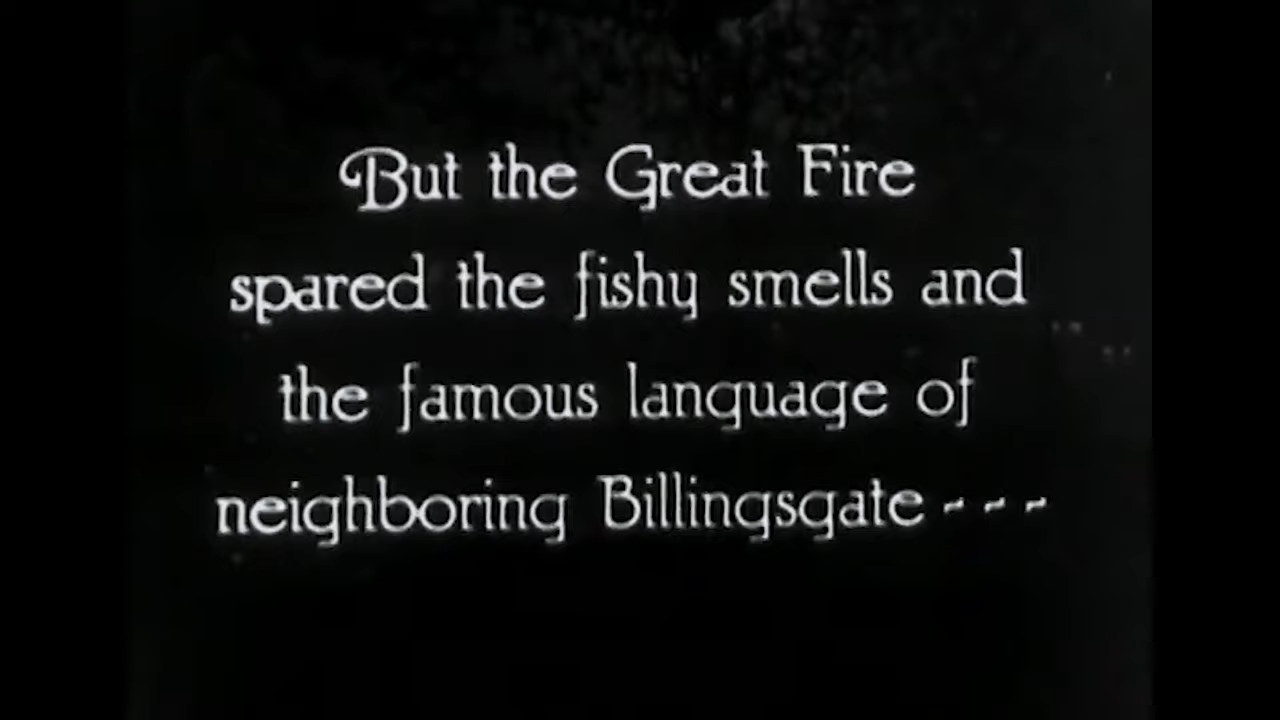 But the Great Fire
spared the fishy smells and
the famous language of
neighboring Billingsgate - - -